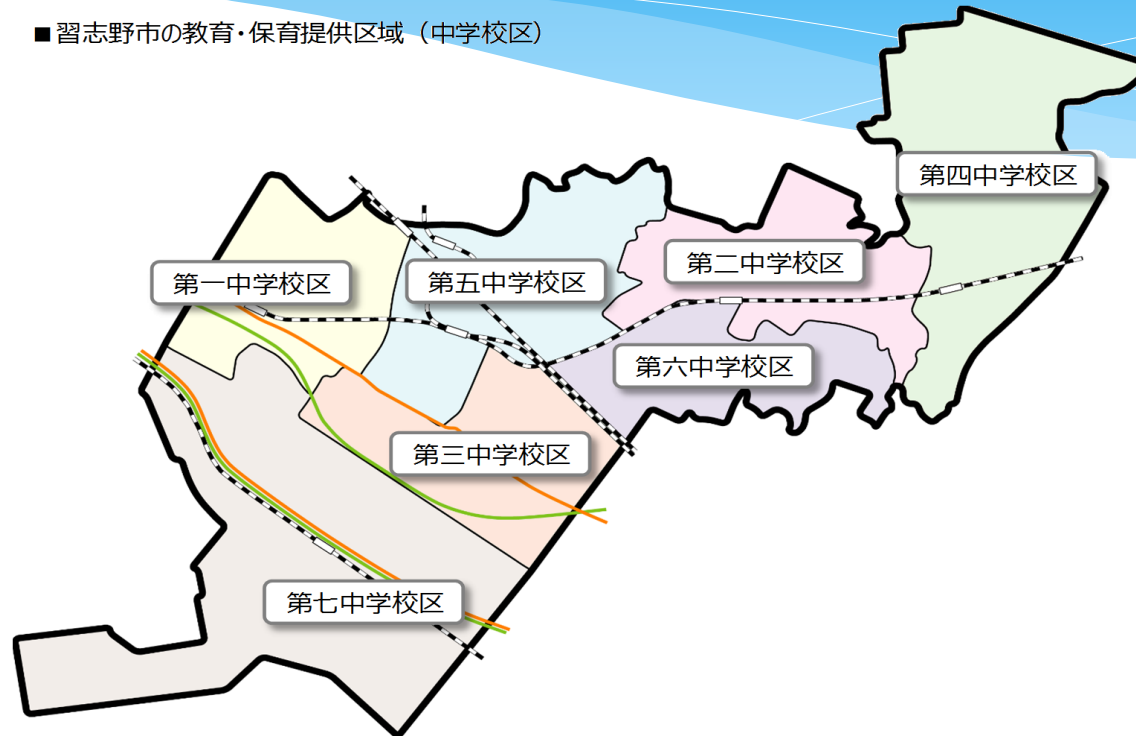 ■習志野市の教育・保育提供区域（中学校区）
第四中学校区
第二中学校区
第一中学校区
第五中学校区
第六中学校区
第三中学校区
第七中学校区